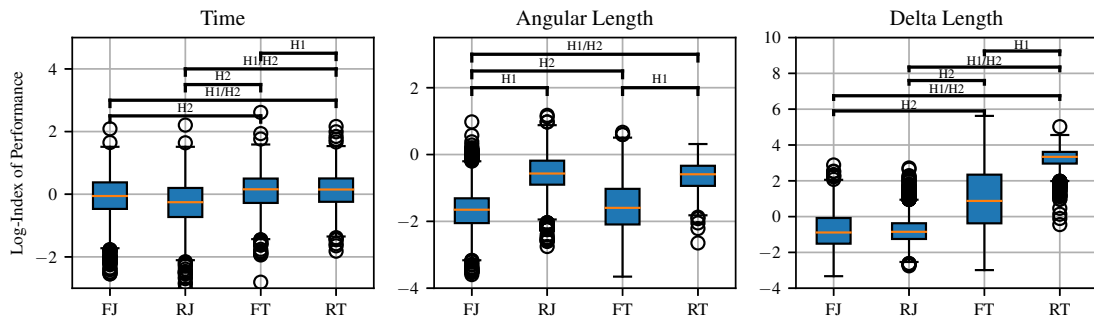 Time
Angular Length
Delta Length
Log-Index of Performance
4
2
0
−2
H1
H1/H2
H2
H1/H2
H2
FJ
RJ
FT
RT
2
0
−2
−4
H1/H2
H2
H1
H1
FJ
RJ
FT
RT
10
8
6
4
2
0
−2
−4
H1
H1/H2
H2
H1/H2
H2
FJ
RJ
FT
RT